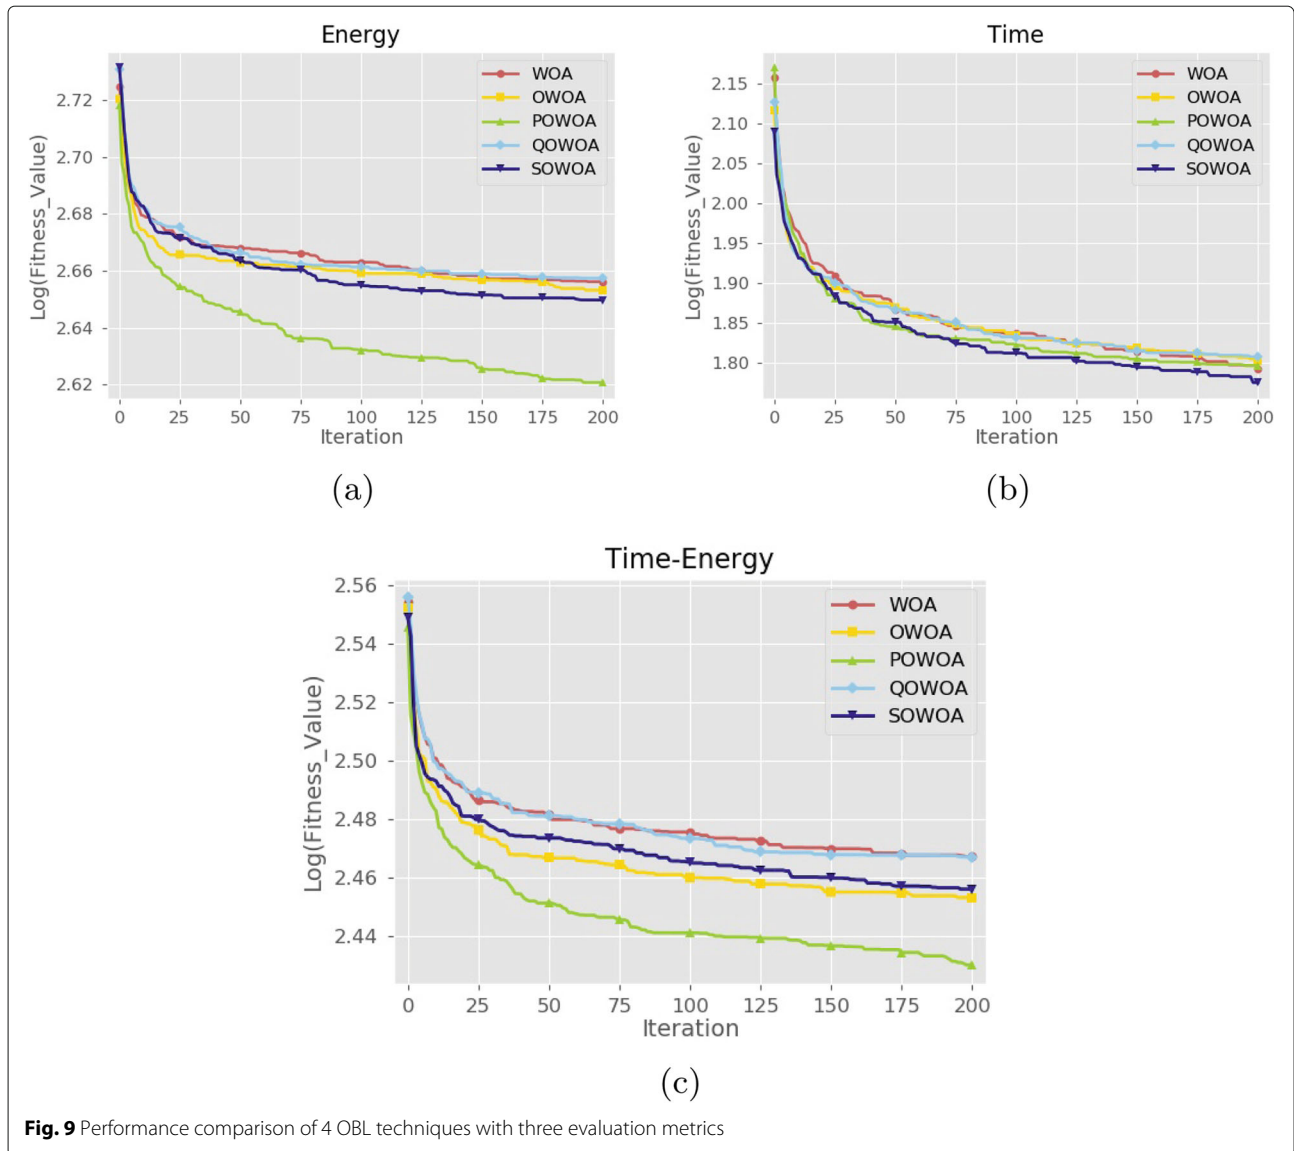 Energy
Log(Fitness_Value)
2.72
2.70
2.68
2.66
2.64
2.62
WOA
OWOA
POWOA
QOWOA
SOWOA
0 25 50 75 100 125 150 175 200
Iteration
(a)
Time
Log(Fitness_Value)
2.15
2.10
2.05
2.00
1.95
1.90
1.85
1.80
WOA
OWOA
POWOA
QOWOA
SOWOA
0 25 50 75 100 125 150 175 200
Iteration
(b)
Time-Energy
Log(Fitness_Value)
2.56
2.54
2.52
2.50
2.48
2.46
2.44
WOA
OWOA
POWOA
QOWOA
SOWOA
0 25 50 75 100 125 150 175 200
Iteration
(c)
Fig. 9 Performance comparison of 4 OBL techniques with three evaluation metrics